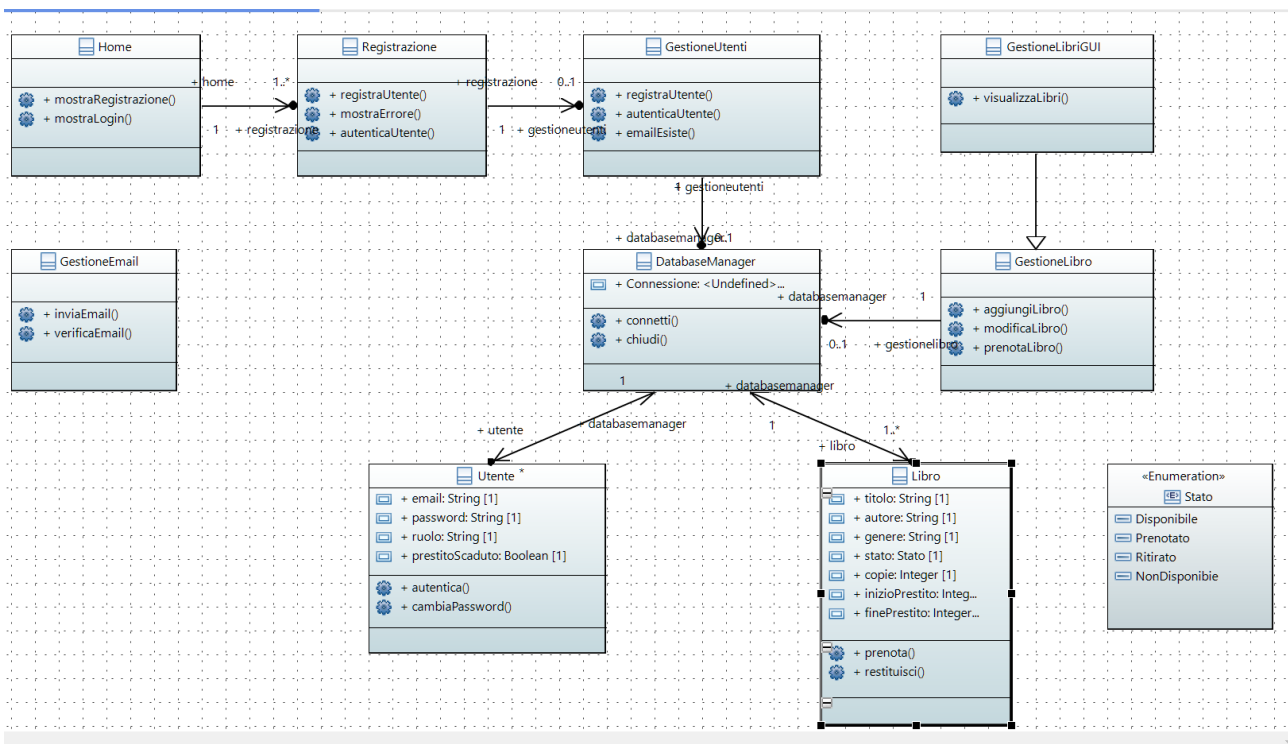 Home
+ mostraRegistrazione()
+ mostraLogin()
+ home
1..*
1
+ registrazione
Registrazione
+ registraUtente()
+ mostraErrore()
+ autenticaUtente()
+ registrazione
0..1
1
+ gestioneutenti
GestioneUtenti
+ registraUtente()
+ autenticaUtente()
+ emailEsiste()
GestioneLibriGUI
+ visualizzaLibri()
+ gestioneutenti
+ databasemanager
0..1
GestioneEmail
+ inviaEmail()
+ verificaEmail()
DatabaseManager
+ Connessione: <Undefined>...
+ connetti()
+ chiudi()
+ databasemanager
1
0..1
+ gestionelibro
GestioneLibro
+ aggiungiLibro()
+ modificaLibro()
+ prenotaLibro()
1
+ databasemanager
+ utente
+ databasemanager
1
1..*
+ libro
Utente
*
+ email: String [1]
+ password: String [1]
+ ruolo: String [1]
+ prestitoScaduto: Boolean [1]
+ autentica()
+ cambiaPassword()
Libro
+ titolo: String [1]
+ autore: String [1]
+ genere: String [1]
+ stato: Stato [1]
+ copie: Integer [1]
+ inizioPrestito: Integ...
+ finePrestito: Integer...
+ prenota()
+ restituisci()
«Enumeration»
Stato
Disponibile
Prenotato
Ritirato
NonDisponibile